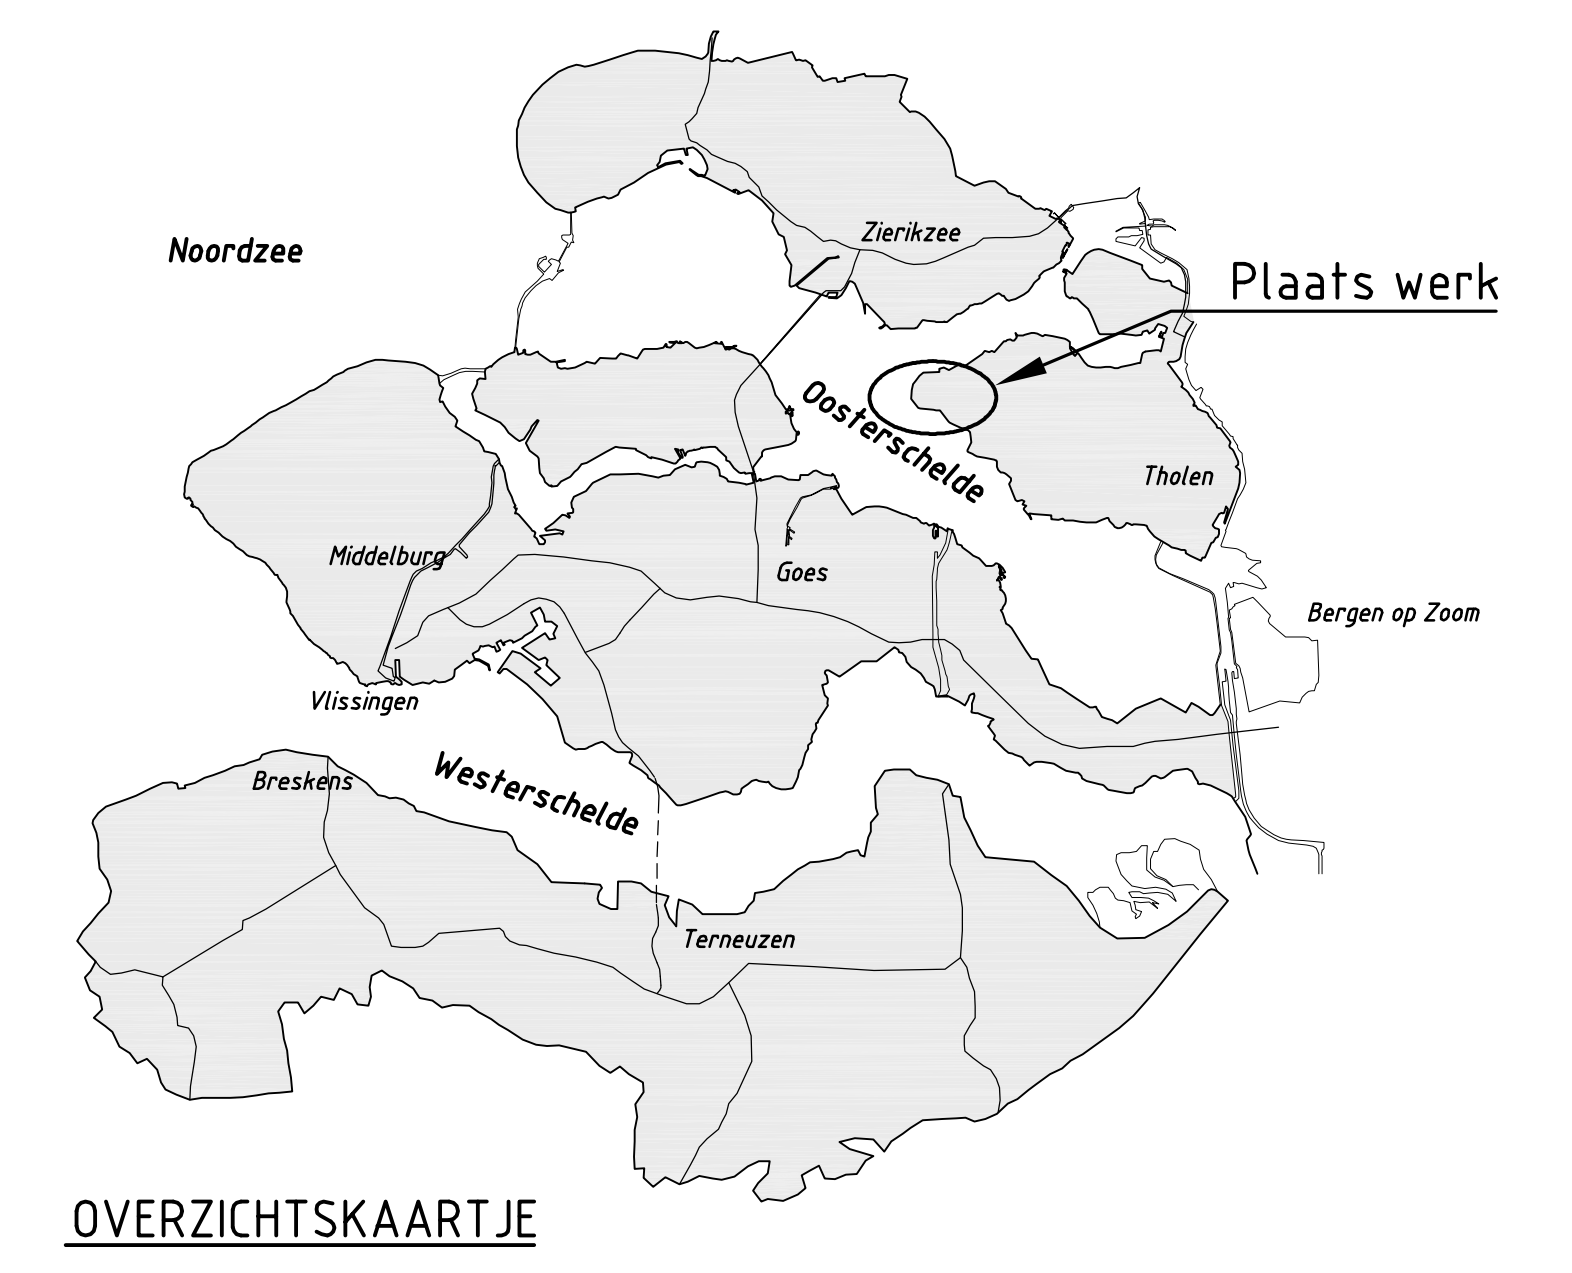 Zierikzee
Noordzee
Plaats werk
Oosterschelde
Tholen
Middelburg
Goes
Bergen op Zoom
Vlissingen
Breskens
Westerschelde
Terneuzen
OVERZICHTSKAARTJE